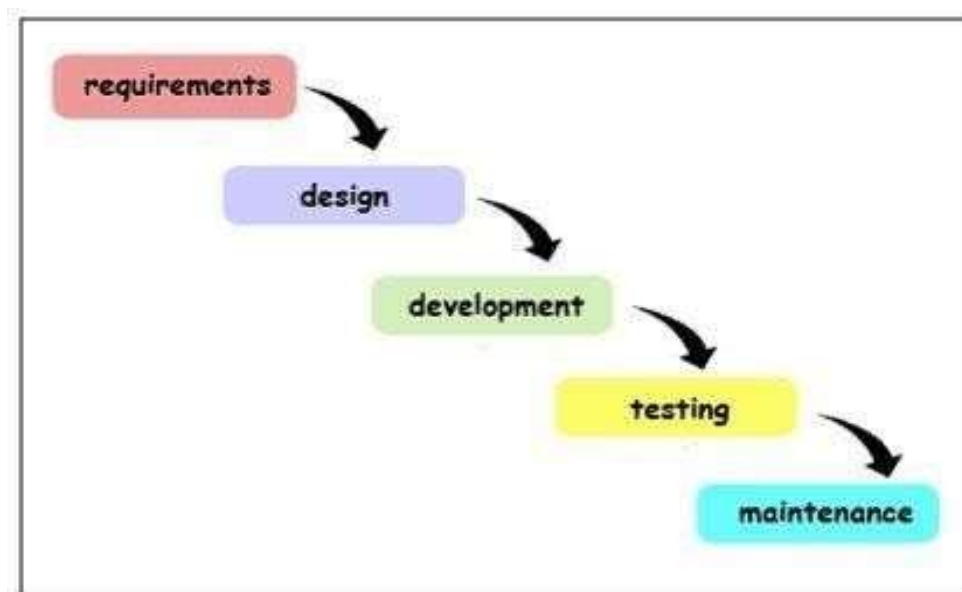 requirements
design
development
testing
maintenance